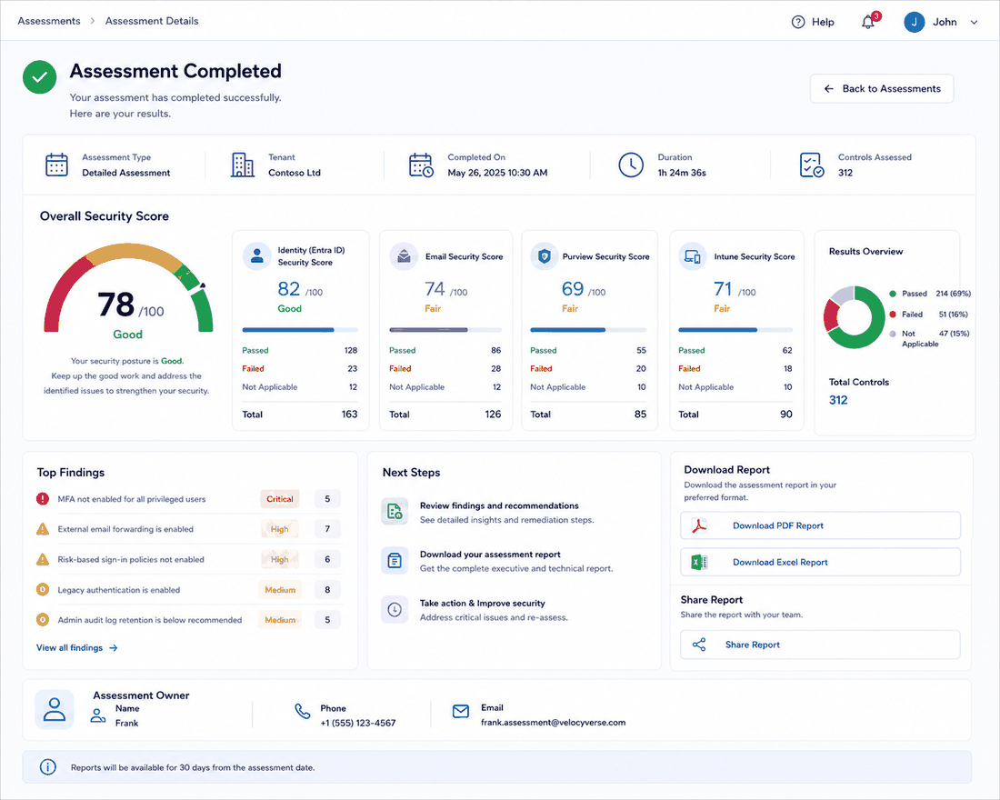 Assessments > Assessment Details
Help
3
J
John
Assessment Completed
Your assessment has completed successfully.
Here are your results.
← Back to Assessments
Assessment Type
Detailed Assessment
Tenant
Contoso Ltd
Completed On
May 26, 2025 10:30 AM
Duration
1h 24m 36s
Controls Assessed
312
Overall Security Score
78 /100
Good
Your security posture is Good.
Keep up the good work and address the
identified issues to strengthen your security.
Identity (Entra ID)
Security Score
82 /100
Good
Passed 128
Failed 23
Not Applicable 12
Total 163
Email Security Score
74 /100
Fair
Passed 86
Failed 28
Not Applicable 12
Total 126
Purview Security Score
69 /100
Fair
Passed 55
Failed 20
Not Applicable 10
Total 85
Intune Security Score
71 /100
Fair
Passed 62
Failed 18
Not Applicable 10
Total 90
Results Overview
Passed 214 (69%)
Failed 51 (16%)
Not 47 (15%)
Applicable
Total Controls
312
Top Findings
MFA not enabled for all privileged users Critical 5
External email forwarding is enabled High 7
Risk-based sign-in policies not enabled High 6
Legacy authentication is enabled Medium 8
Admin audit log retention is below recommended Medium 5
View all findings →
Next Steps
Review findings and recommendations
See detailed insights and remediation steps.
Download your assessment report
Get the complete executive and technical report.
Take action & Improve security
Address critical issues and re-assess.
Download Report
Download the assessment report in your
preferred format.
Download PDF Report
Download Excel Report
Share Report
Share the report with your team.
Share Report
Assessment Owner
Name
Frank
Phone
+1 (555) 123-4567
Email
frank.assessment@velocyverse.com
Reports will be available for 30 days from the assessment date.